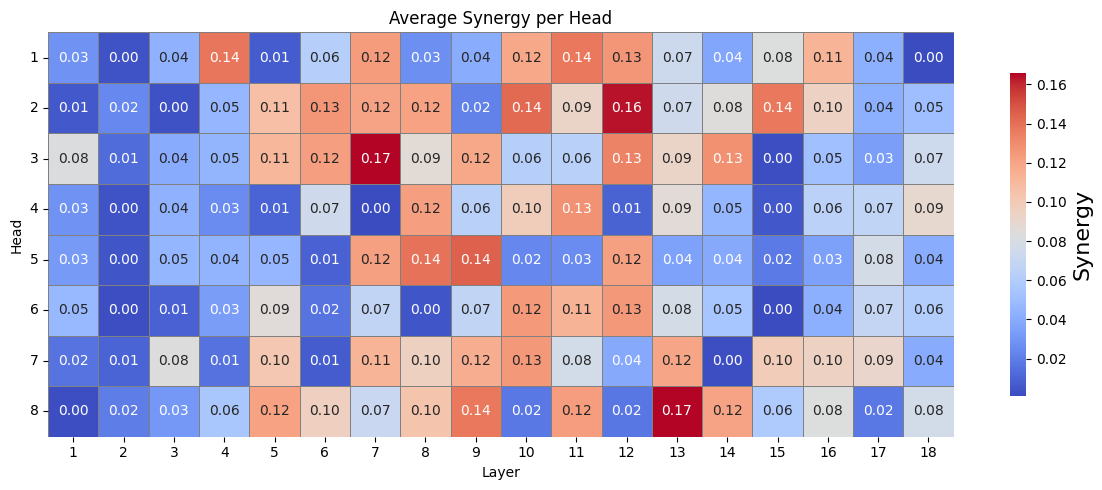 Average Synergy per Head
1 0.03 0.00 0.04 0.14 0.01 0.06 0.12 0.03 0.04 0.12 0.14 0.13 0.07 0.04 0.08 0.11 0.04 0.00
2 0.01 0.02 0.00 0.05 0.11 0.13 0.12 0.12 0.02 0.14 0.09 0.16 0.07 0.08 0.14 0.10 0.04 0.05
3 0.08 0.01 0.04 0.05 0.11 0.12 0.17 0.09 0.12 0.06 0.06 0.13 0.09 0.13 0.00 0.05 0.03 0.07
4 0.03 0.00 0.04 0.03 0.01 0.07 0.00 0.12 0.06 0.10 0.13 0.01 0.09 0.05 0.00 0.06 0.07 0.09
5 0.03 0.00 0.05 0.04 0.05 0.01 0.12 0.14 0.14 0.02 0.03 0.12 0.04 0.04 0.02 0.03 0.08 0.04
6 0.05 0.00 0.01 0.03 0.09 0.02 0.07 0.00 0.07 0.12 0.11 0.13 0.08 0.05 0.00 0.04 0.07 0.06
7 0.02 0.01 0.08 0.01 0.10 0.01 0.11 0.10 0.12 0.13 0.08 0.04 0.12 0.00 0.10 0.10 0.09 0.04
8 0.00 0.02 0.03 0.06 0.12 0.10 0.07 0.10 0.14 0.02 0.12 0.02 0.17 0.12 0.06 0.08 0.02 0.08
1 2 3 4 5 6 7 8 9 10 11 12 13 14 15 16 17 18
Layer
Head
0.16
0.14
0.12
0.10
0.08
0.06
0.04
0.02
Synergy